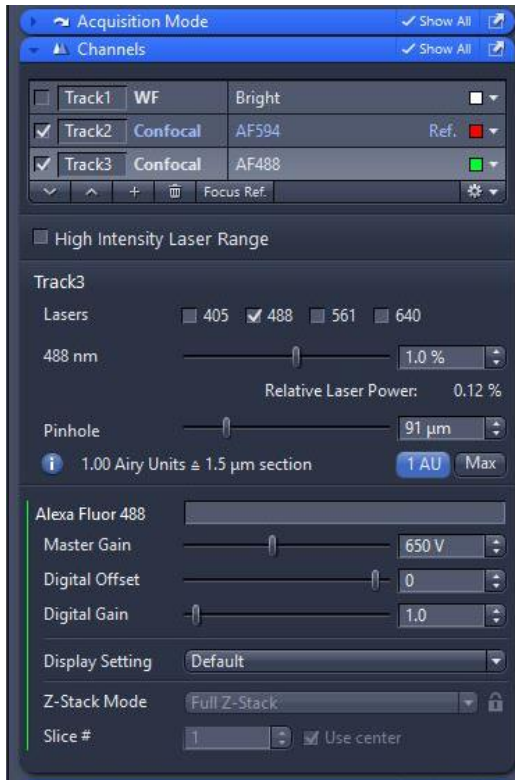 Acquisition Mode Show All
Channels Show All
Track1 WF Bright
Track2 Confocal AF594 Ref.
Track3 Confocal AF488
Focus Ref.
High Intensity Laser Range
Track3
Lasers 405 488 561 640
488 nm 1.0 %
Relative Laser Power: 0.12 %
Pinhole 91 µm
1.00 Airy Units ≙ 1.5 µm section 1 AU Max
Alexa Fluor 488
Master Gain 650 V
Digital Offset 0
Digital Gain 1.0
Display Setting Default
Z-Stack Mode Full Z-Stack
Slice # 1 Use center